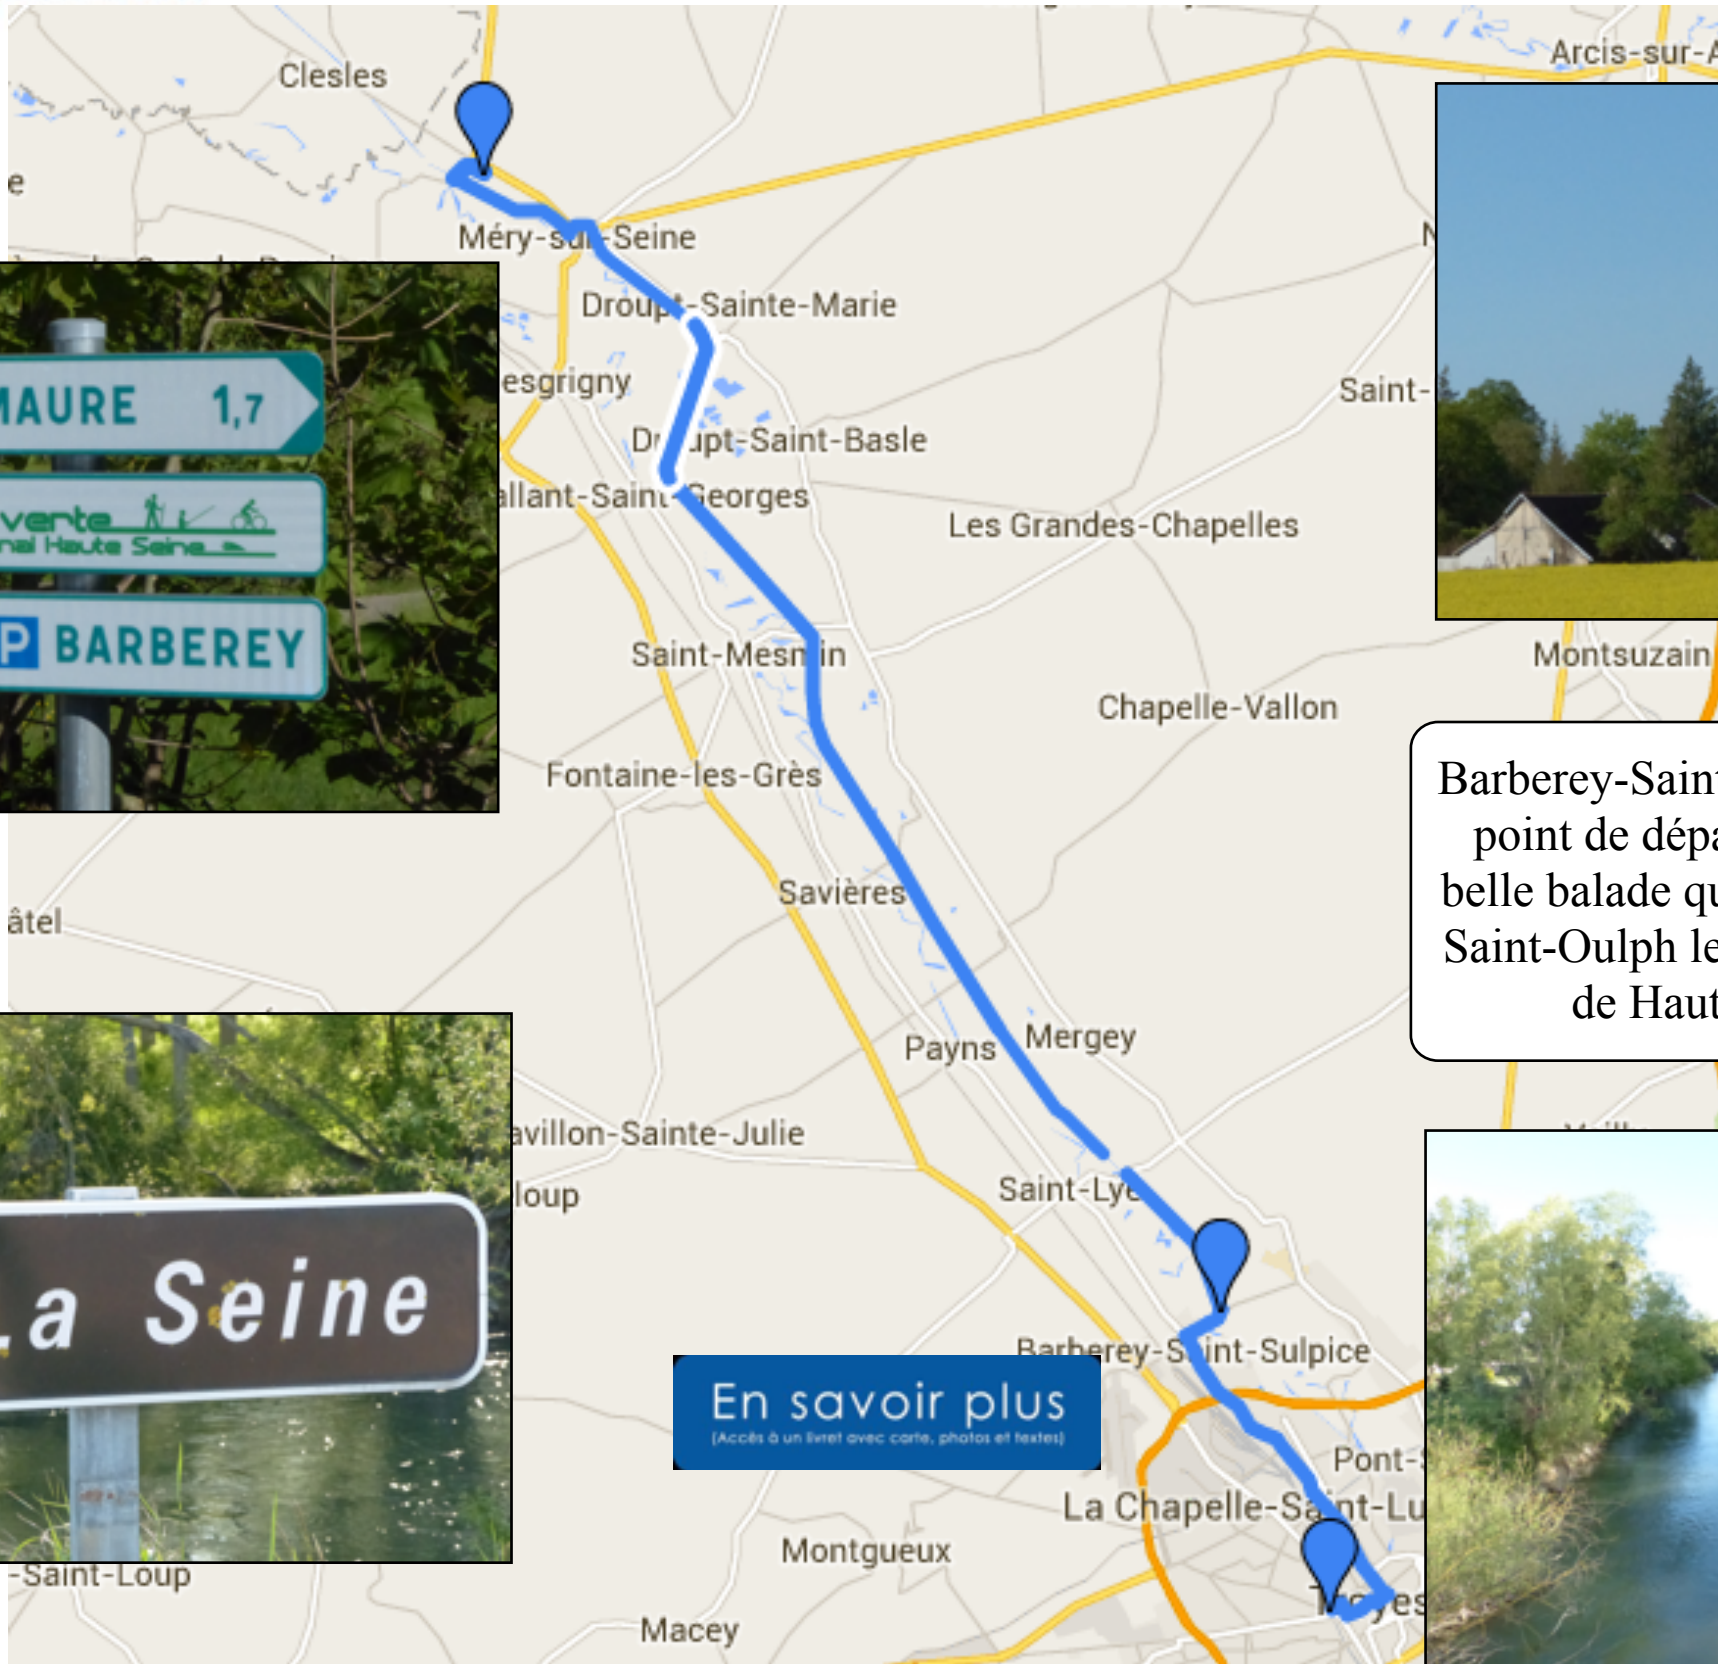 Arcis-sur-A
Clesles
e
Méry-sur-Seine
Droupt-Sainte-Marie
MAURE 1,7
verte
nal Haute Seine
P BARBEREY
esgrigny
Saint-
Droupt-Saint-Basle
allant-Saint-Georges
Les Grandes-Chapelles
Saint-Mesmin
Montsuzain
Chapelle-Vallon
Fontaine-les-Grès
Barberey-Saint
point de dépa
belle balade qu
Saint-Oulph le
de Haut
Savières
âtel
Payns
Mergey
avillon-Sainte-Julie
loup
Saint-Lye
La Seine
Barberey-Saint-Sulpice
En savoir plus
(Accès à un livret avec carte, photos et textes)
Pont-S
La Chapelle-Saint-Lu
Montgueux
-Saint-Loup
Troyes
Macey